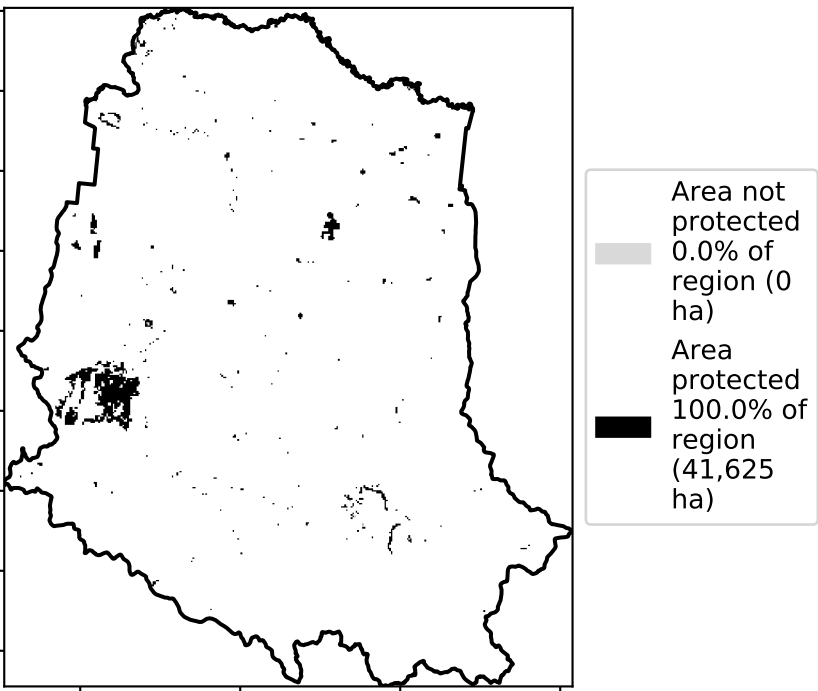 Area not
protected
0.0% of
region (0
ha)
Area
protected
100.0% of
region
(41,625
ha)